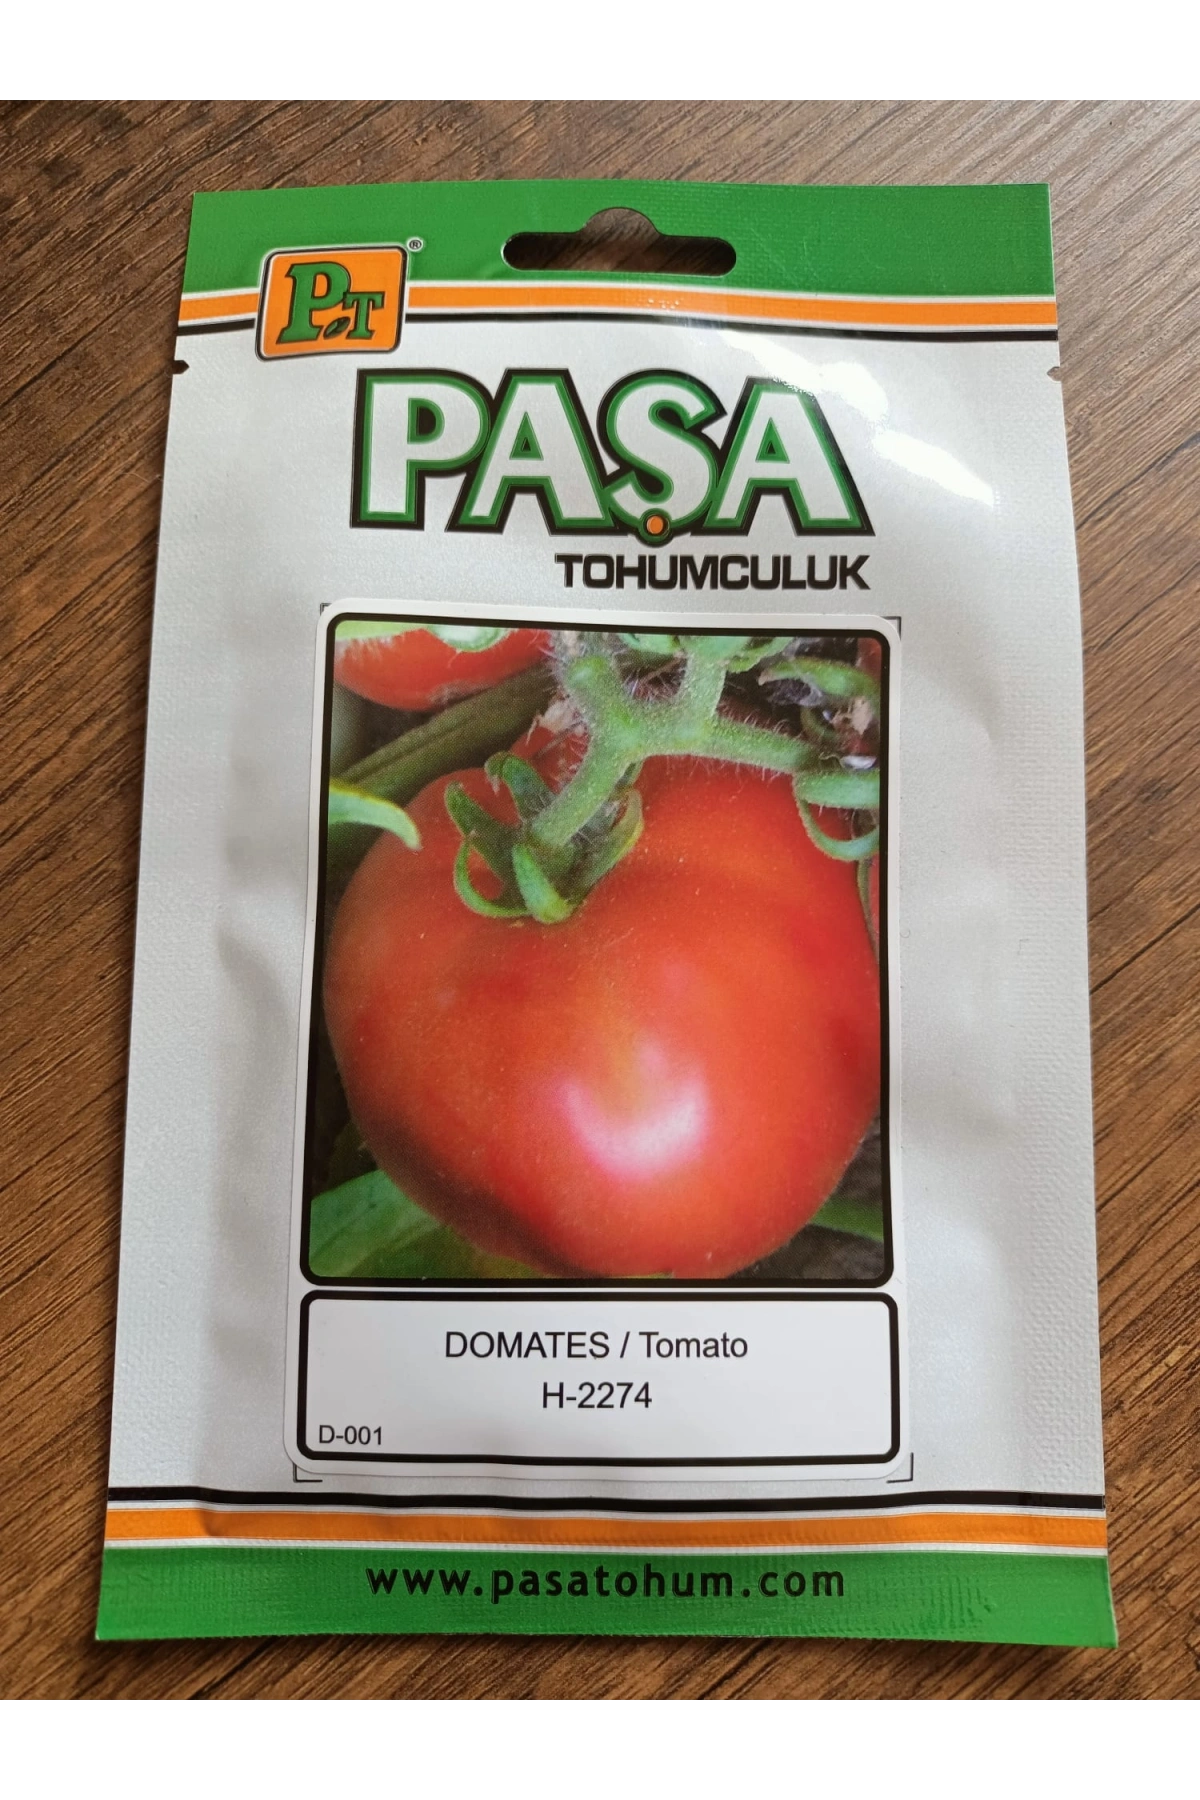 P.T ®
PAŞA
TOHUMCULUK
DOMATES / Tomato
H-2274
D-001
www.pasatohum.com